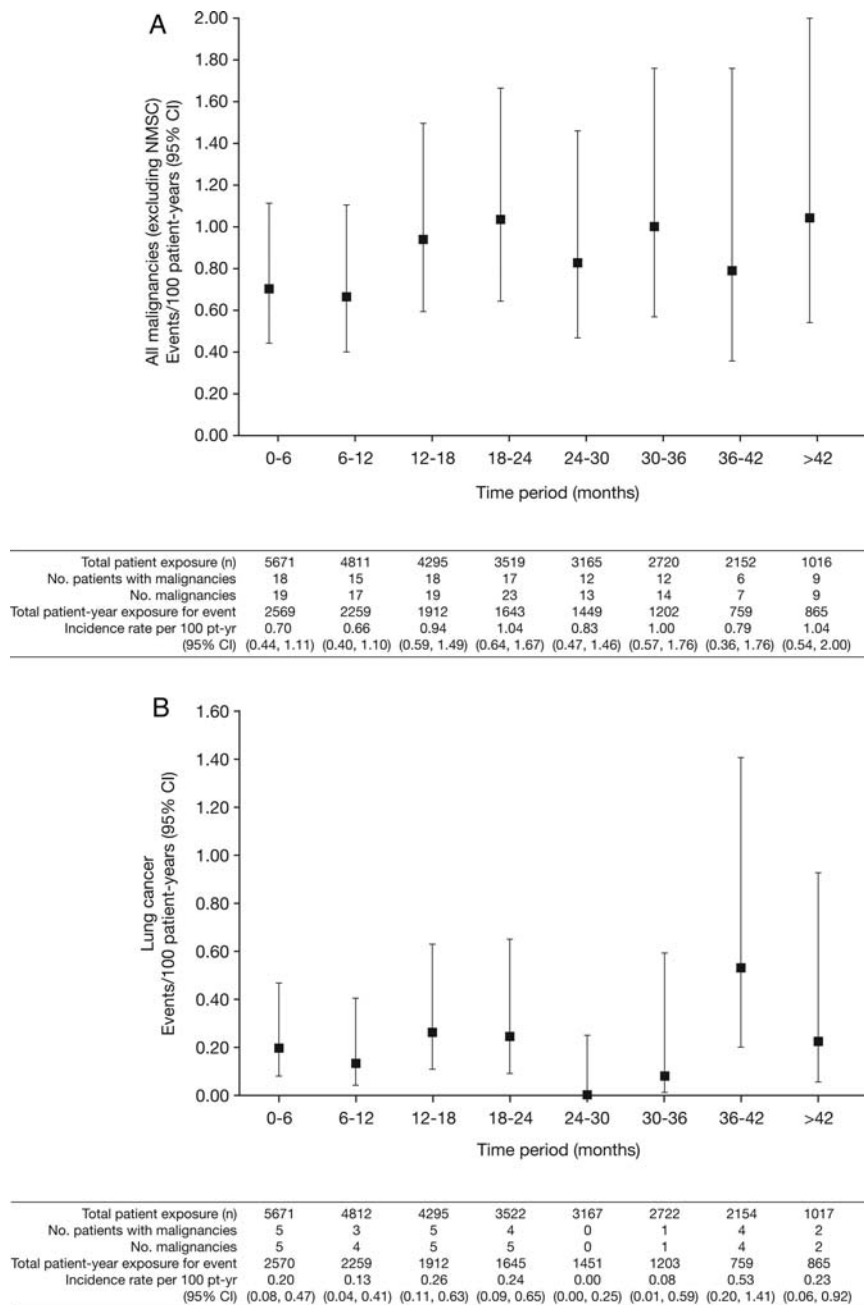 A
All malignancies (excluding NMSC)
Events/100 patient-years (95% CI)
2.00
1.80
1.60
1.40
1.20
1.00
0.80
0.60
0.40
0.20
0.00
0-6 6-12 12-18 18-24 24-30 30-36 36-42 >42
Time period (months)
Total patient exposure (n) 5671 4811 4295 3519 3165 2720 2152 1016
No. patients with malignancies 18 15 18 17 12 12 6 9
No. malignancies 19 17 19 23 13 14 7 9
Total patient-year exposure for event 2569 2259 1912 1643 1449 1202 759 865
Incidence rate per 100 pt-yr 0.70 0.66 0.94 1.04 0.83 1.00 0.79 1.04
(95% CI) (0.44, 1.11) (0.40, 1.10) (0.59, 1.49) (0.64, 1.67) (0.47, 1.46) (0.57, 1.76) (0.36, 1.76) (0.54, 2.00)
B
Lung cancer
Events/100 patient-years (95% CI)
1.60
1.40
1.20
1.00
0.80
0.60
0.40
0.20
0.00
0-6 6-12 12-18 18-24 24-30 30-36 36-42 >42
Time period (months)
Total patient exposure (n) 5671 4812 4295 3522 3167 2722 2154 1017
No. patients with malignancies 5 3 5 4 0 1 4 2
No. malignancies 5 4 5 5 0 1 4 2
Total patient-year exposure for event 2570 2259 1912 1645 1451 1203 759 865
Incidence rate per 100 pt-yr 0.20 0.13 0.26 0.24 0.00 0.08 0.53 0.23
(95% CI) (0.08, 0.47) (0.04, 0.41) (0.11, 0.63) (0.09, 0.65) (0.00, 0.25) (0.01, 0.59) (0.20, 1.41) (0.06, 0.92)